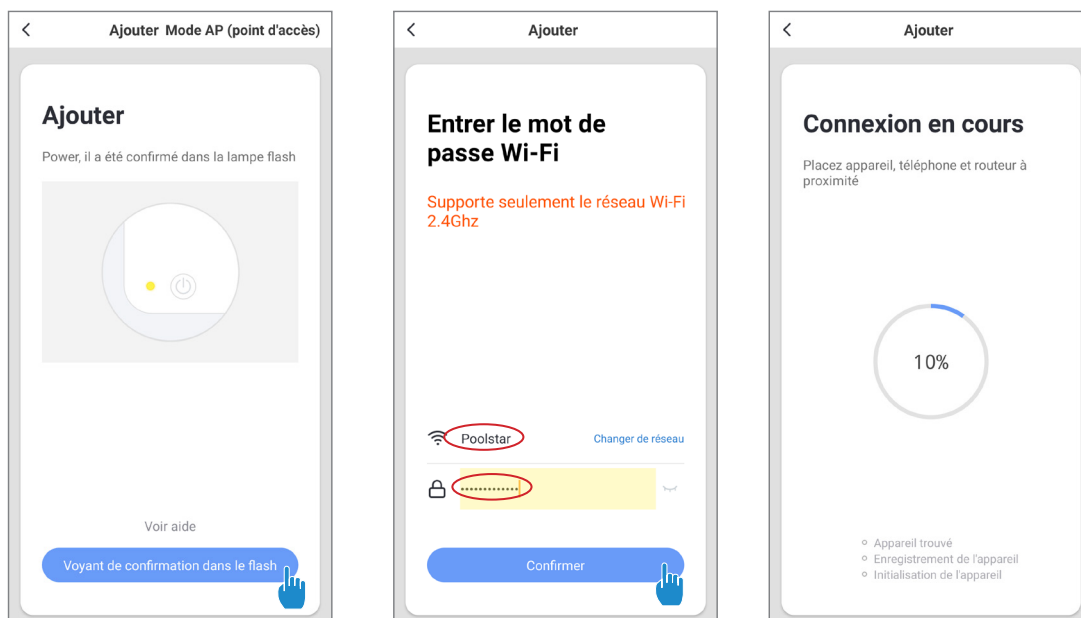 Ajouter Mode AP (point d'accès)
Ajouter
Power, il a été confirmé dans la lampe flash
Voir aide
Voyant de confirmation dans le flash
Ajouter
Entrer le mot de
passe Wi-Fi
Supporte seulement le réseau Wi-Fi
2.4Ghz
Poolstar
Changer de réseau
•••••••••••••
Confirmer
Ajouter
Connexion en cours
Placez appareil, téléphone et routeur à
proximité
10%
Appareil trouvé
Enregistrement de l'appareil
Initialisation de l'appareil